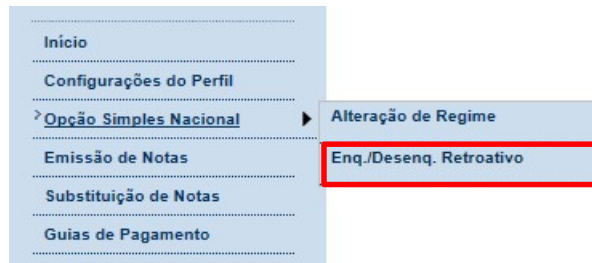 Início
Configurações do Perfil
Opção Simples Nacional
Alteração de Regime
Emissão de Notas
Enq./Desenq. Retroativo
Substituição de Notas
Guias de Pagamento